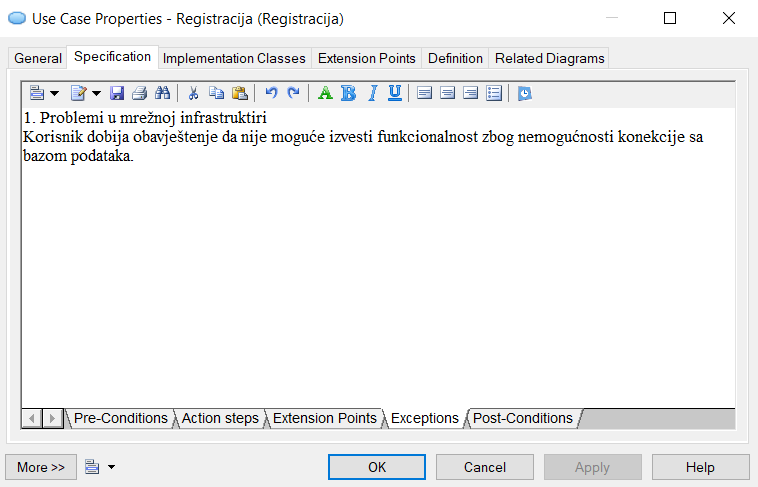 Use Case Properties - Registracija (Registracija)
General Specification Implementation Classes Extension Points Definition Related Diagrams
A B I U
1. Problemi u mrežnoj infrastruktiri
Korisnik dobija obavještenje da nije moguće izvesti funkcionalnost zbog nemogućnosti konekcije sa
bazom podataka.
Pre-Conditions Action steps Extension Points Exceptions Post-Conditions
More >> OK Cancel Apply Help